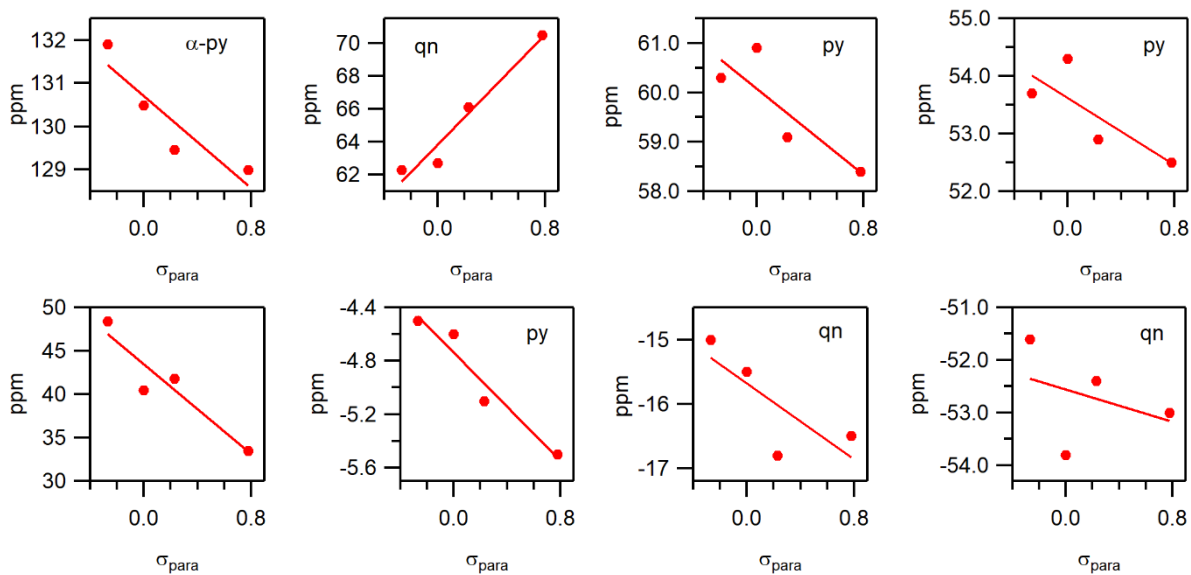 132
131
130
129
ppm
α-py
0.0
0.8
σpara
70
68
66
64
62
ppm
qn
0.0
0.8
σpara
61.0
60.0
59.0
58.0
ppm
py
0.0
0.8
σpara
55.0
54.0
53.0
52.0
ppm
py
0.0
0.8
σpara
50
45
40
35
30
ppm
0.0
0.8
σpara
-4.4
-4.8
-5.2
-5.6
ppm
py
0.0
0.8
σpara
-15
-16
-17
ppm
qn
0.0
0.8
σpara
-51.0
-52.0
-53.0
-54.0
ppm
qn
0.0
0.8
σpara